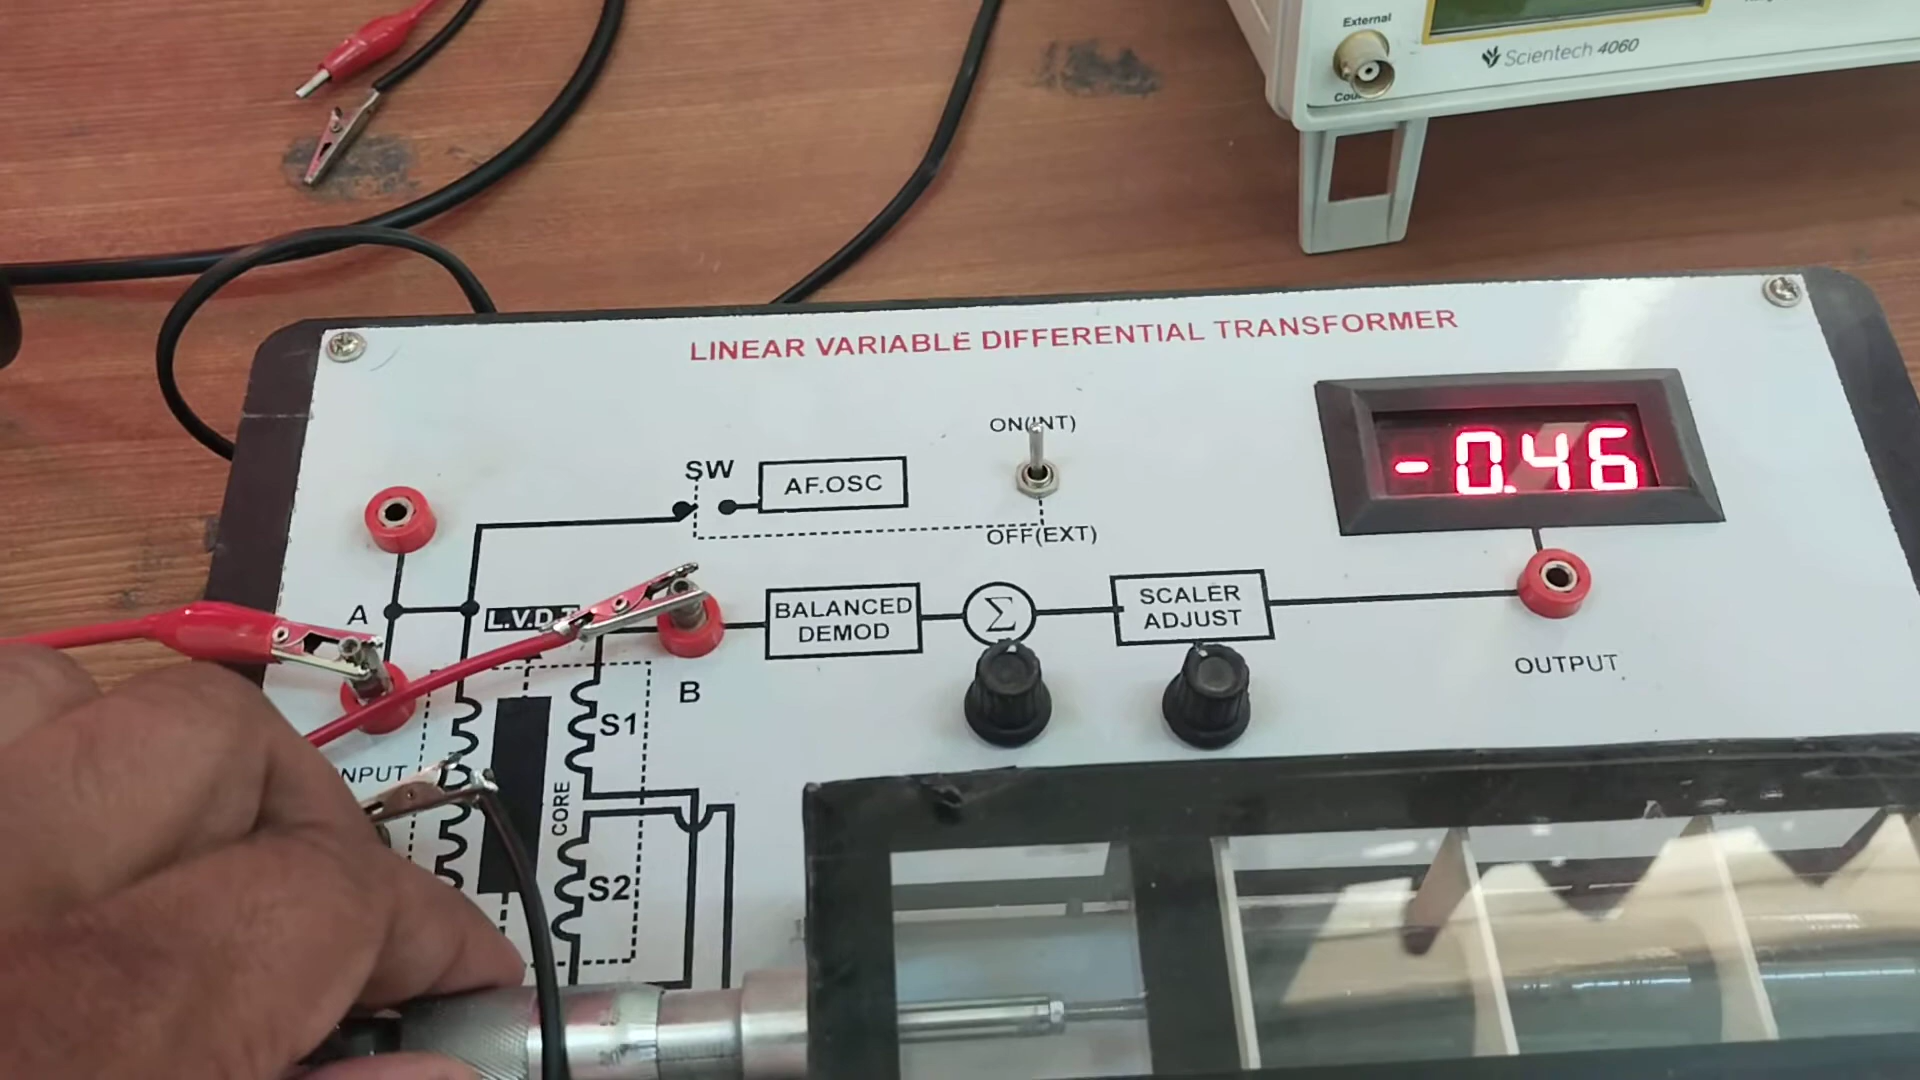 External
Scientech 4060
LINEAR VARIABLE DIFFERENTIAL TRANSFORMER
ON(INT)
SW
AF.OSC
-0.46
OFF(EXT)
A
L.V.D.T
BALANCED
DEMOD
Σ
SCALER
ADJUST
OUTPUT
B
S1
CORE
S2